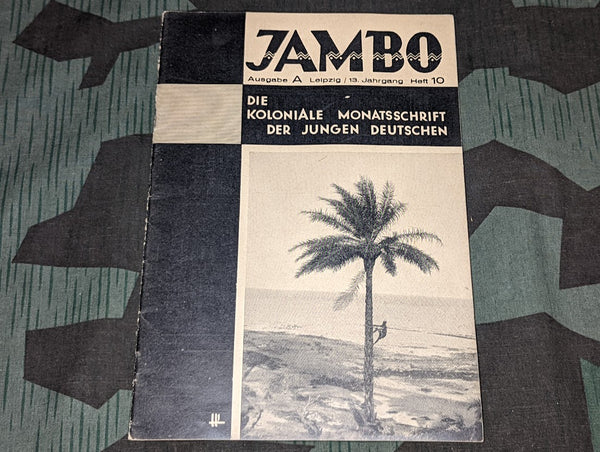 JAMBO
Ausgabe A Leipzig / 13. Jahrgang Heft 10
DIE
KOLONIALE MONATSSCHRIFT
DER JUNGEN DEUTSCHEN